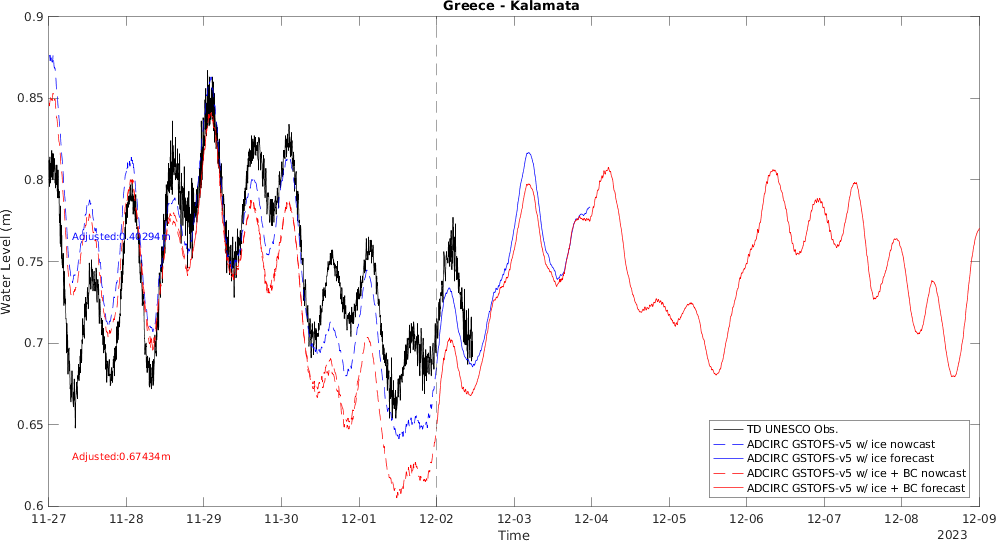 Greece - Kalamata
0.9
0.85
0.8
0.75
0.7
0.65
0.6
Water Level (m)
Adjusted:0.40294m
Adjusted:0.67434m
TD UNESCO Obs.
ADCIRC GSTOFS-v5 w/ ice nowcast
ADCIRC GSTOFS-v5 w/ ice forecast
ADCIRC GSTOFS-v5 w/ ice + BC nowcast
ADCIRC GSTOFS-v5 w/ ice + BC forecast
11-27 11-28 11-29 11-30 12-01 12-02 12-03 12-04 12-05 12-06 12-07 12-08 12-09
Time
2023